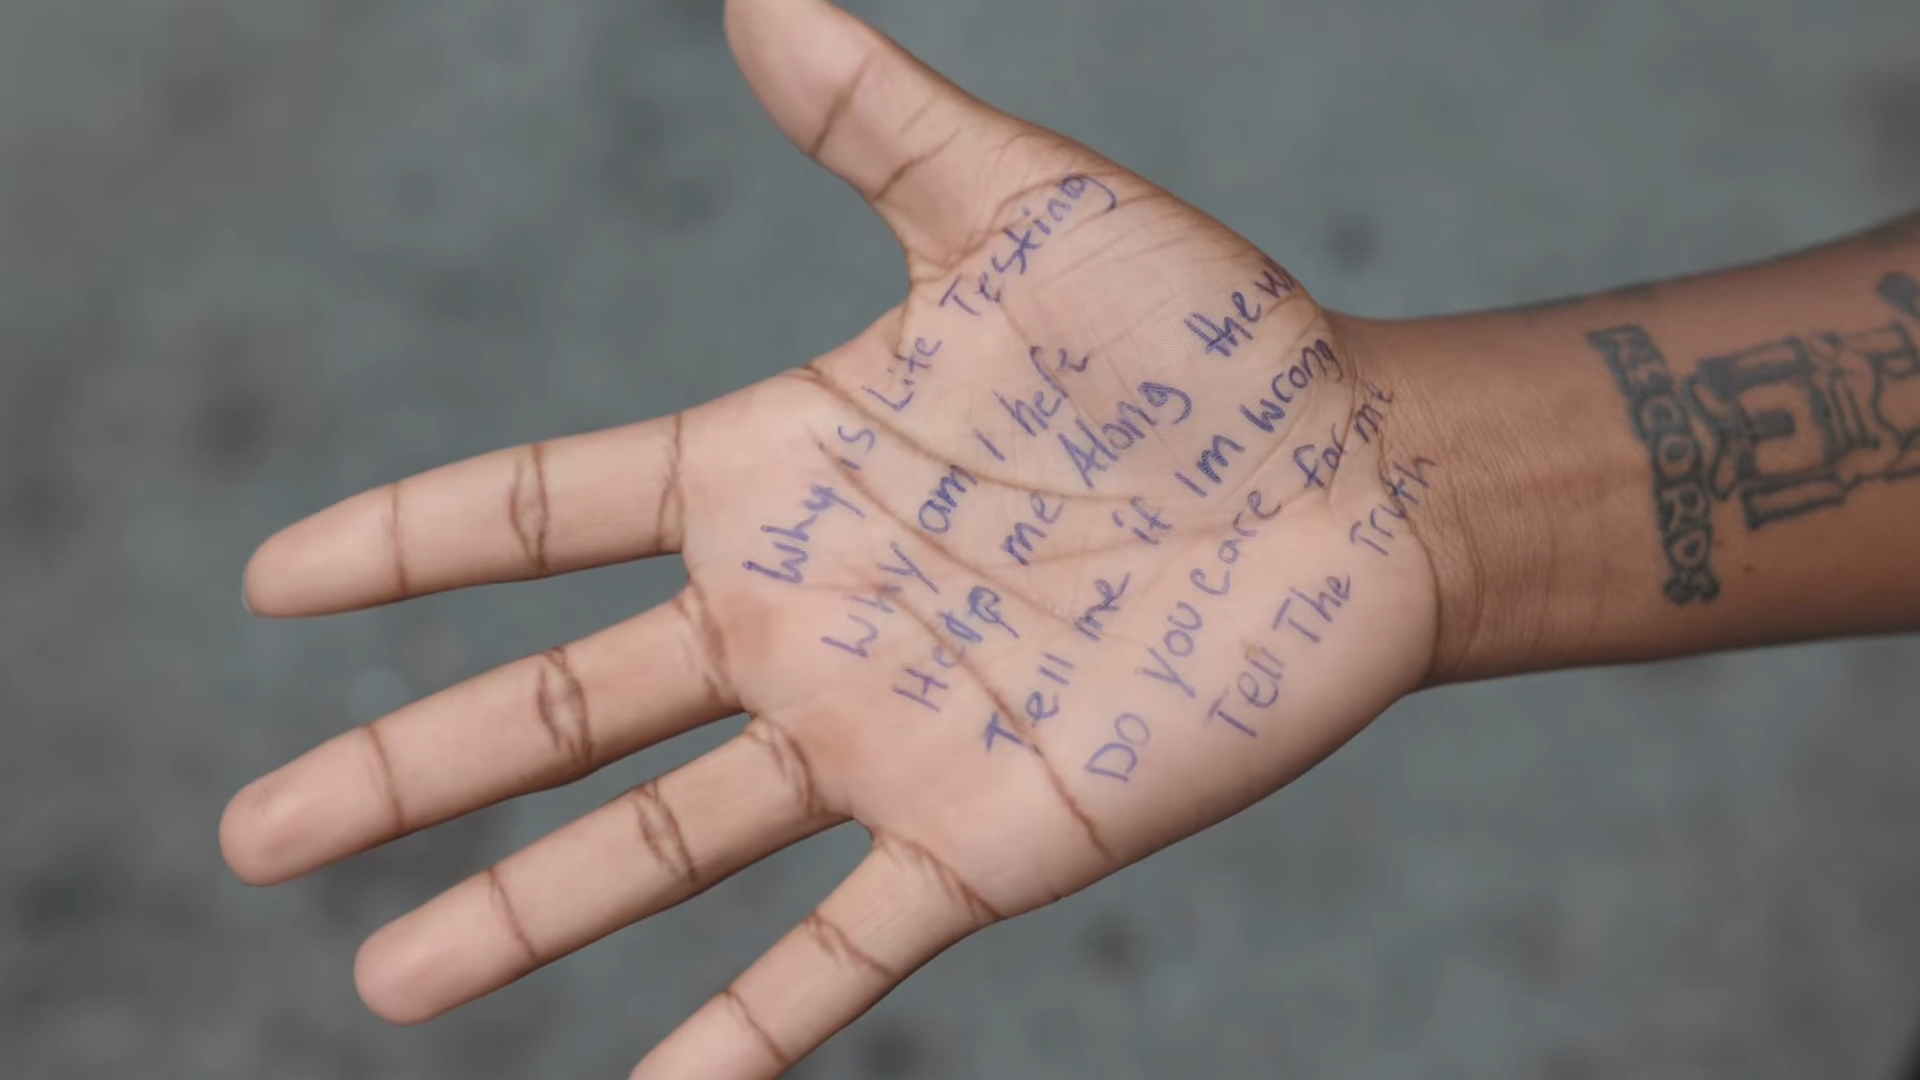 Why is Life Testing
Why am I here
Help me Along the
Tell me if Im wrong
Do you care for me
Tell The Truth
RECORDS